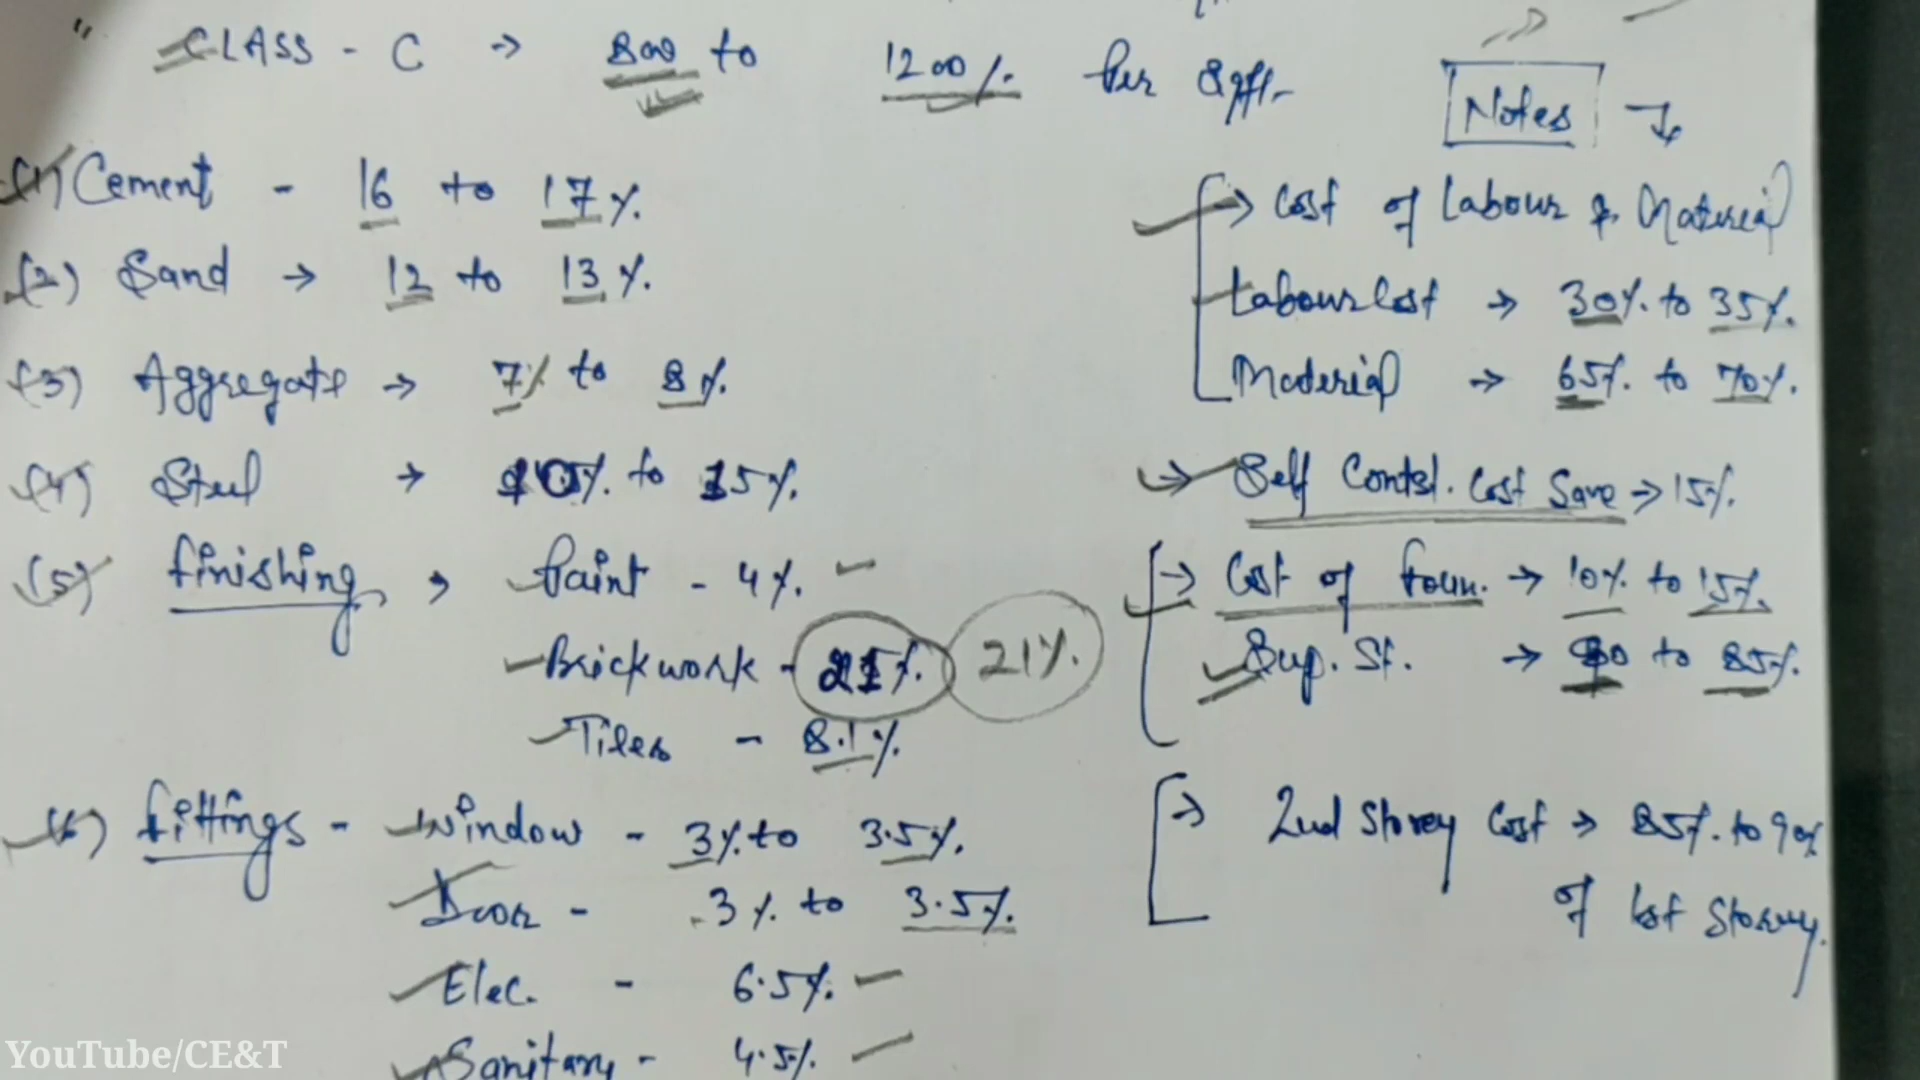 CLASS - C → 800 to 1200/. Per Sqft.
(1) Cement - 16 to 17%.
(2) Sand → 12 to 13%.
(3) Aggregate → 7% to 8%.
(4) Steel → 10% to 15%.
(5) finishing → Paint - 4%.
Brickwork - 21%. 21%.
Tiles - 8.1%.
(6) fittings - Window - 3% to 3.5%.
Door - 3% to 3.5%.
Elec. - 6.5%.
Sanitary - 4.5%.
Notes →
→ Cost of Labour & Material
Labour Cost → 30%. to 35%.
Material → 65%. to 70%.
→ Self Contst. Cost Save → 15%.
→ Cost of Foun. → 10%. to 15%.
Sup. St. → 80 to 85%.
→ 2nd Storey Cost → 85%. to 90%
of 1st Storey.
YouTube/CE&T